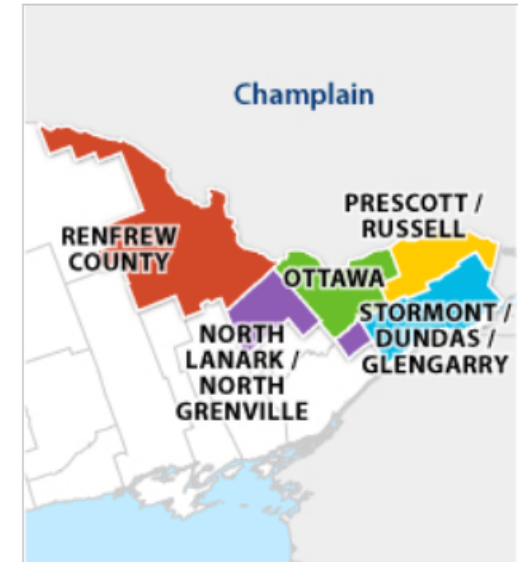 Champlain
PRESCOTT /
RUSSELL
RENFREW
COUNTY
OTTAWA
STORMONT /
DUNDAS /
GLENGARRY
NORTH
LANARK /
NORTH
GRENVILLE